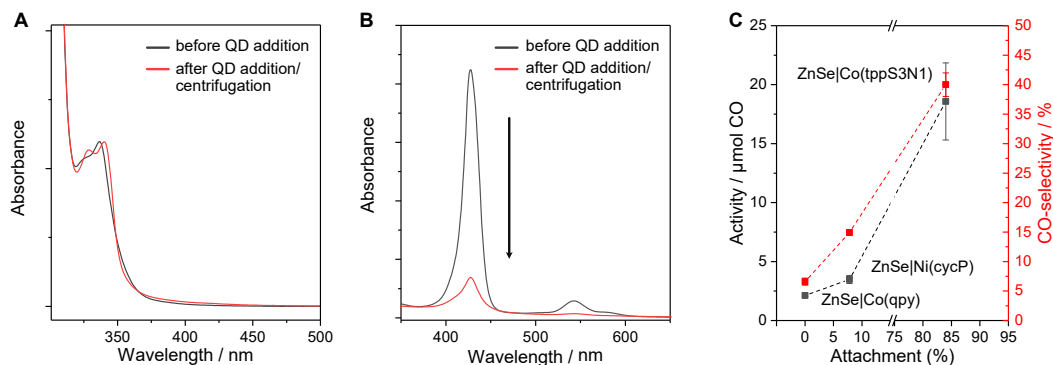 A
before QD addition
after QD addition/
centrifugation
Absorbance
350 400 450 500
Wavelength / nm
B
before QD addition
after QD addition/
centrifugation
Absorbance
400 500 600
Wavelength / nm
C
25
20
15
10
5
0
Activity / μmol CO
ZnSe|Co(tppS3N1)
ZnSe|Ni(cycP)
ZnSe|Co(qpy)
0 5 10 75 80 85 90 95
Attachment (%)
50
45
40
35
30
25
20
15
10
5
0
CO-selectivity / %